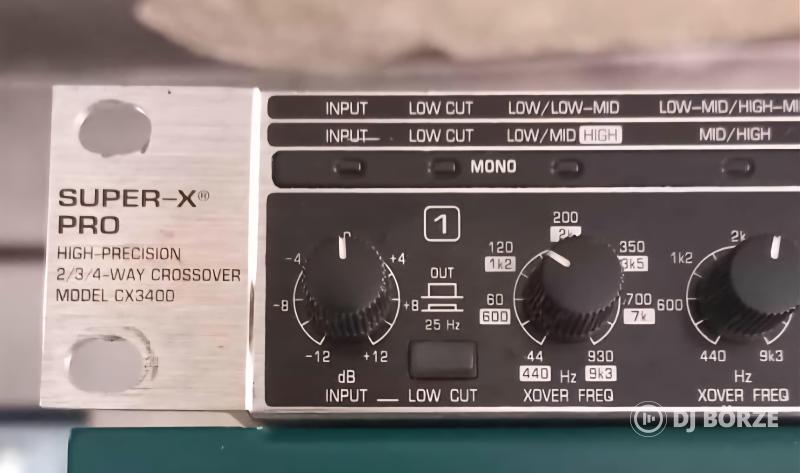 INPUT LOW CUT LOW/LOW-MID LOW-MID/HIGH-MI
INPUT LOW CUT LOW/MID HIGH MID/HIGH
MONO
SUPER-X®
PRO
HIGH-PRECISION
2/3/4-WAY CROSSOVER
MODEL CX3400
1
0
-4 +4
-8 +8
-12 +12
dB
INPUT
OUT
25 Hz
LOW CUT
200
2k
120 350
1k2 3k5
60 700
600 7k
44 930
440 Hz 9k3
XOVER FREQ
2k
1k2
600
440 9k3
Hz
XOVER FREQ
DJ BÖRZE